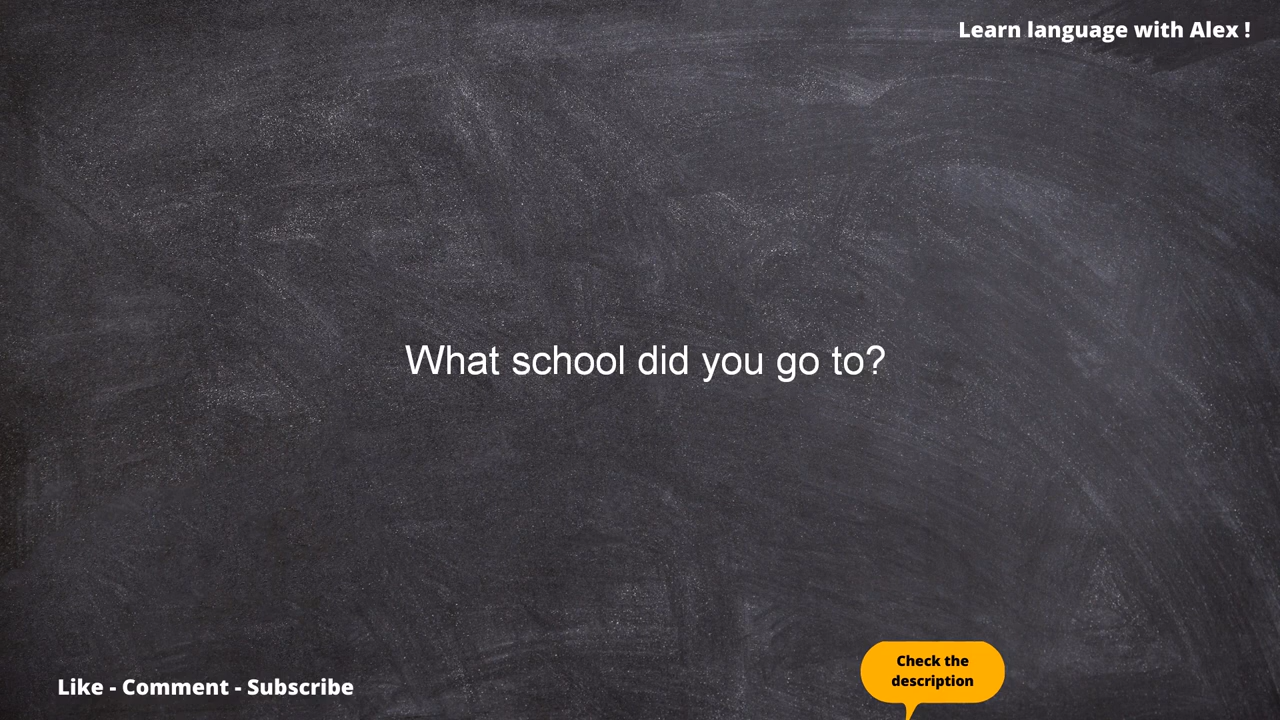 Learn language with Alex !
What school did you go to?
Check the
description
Like - Comment - Subscribe